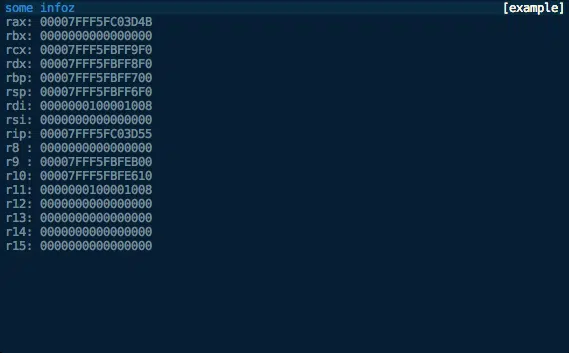 some infoz [example]
rax: 00007FFF5FC03D4B
rbx: 0000000000000000
rcx: 00007FFF5FBFF9F0
rdx: 00007FFF5FBFF8F0
rbp: 00007FFF5FBFF700
rsp: 00007FFF5FBFF6F0
rdi: 0000000100001008
rsi: 0000000000000000
rip: 00007FFF5FC03D55
r8 : 0000000000000000
r9 : 00007FFF5FBFEB00
r10: 00007FFF5FBFE610
r11: 0000000100001008
r12: 0000000000000000
r13: 0000000000000000
r14: 0000000000000000
r15: 0000000000000000